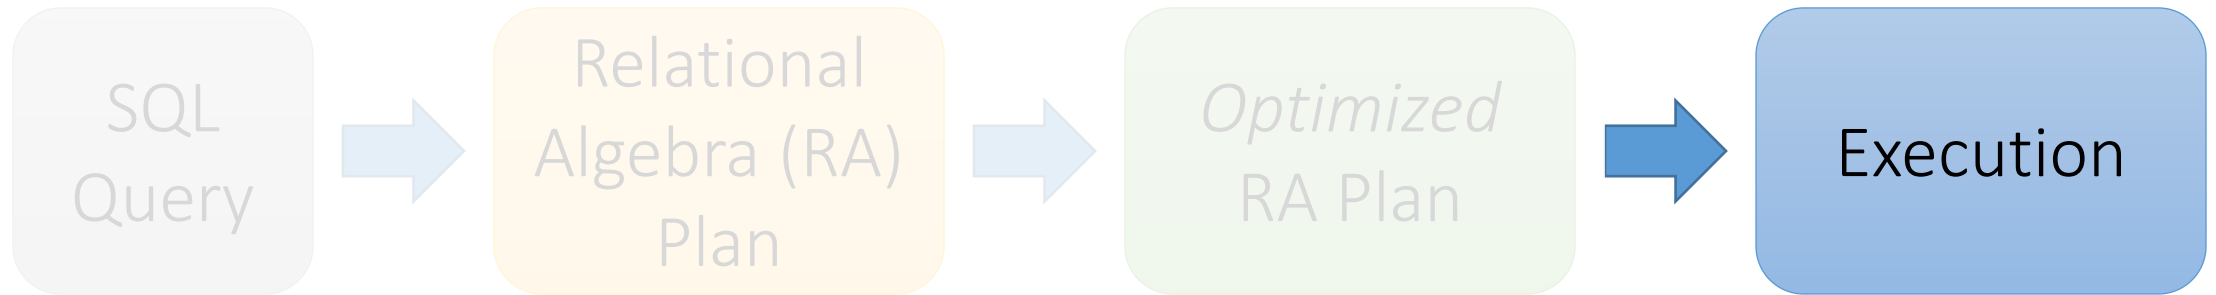 SQL
Query
Relational
Algebra (RA)
Plan
Optimized
RA Plan
Execution